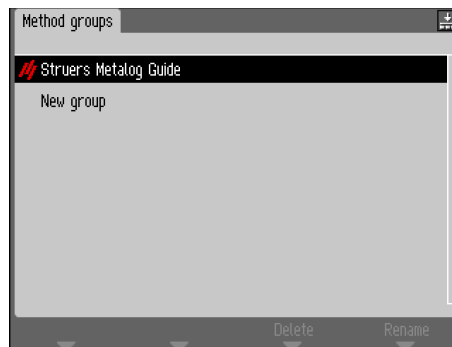 Method groups
Struers Metalog Guide
New group
Delete Rename